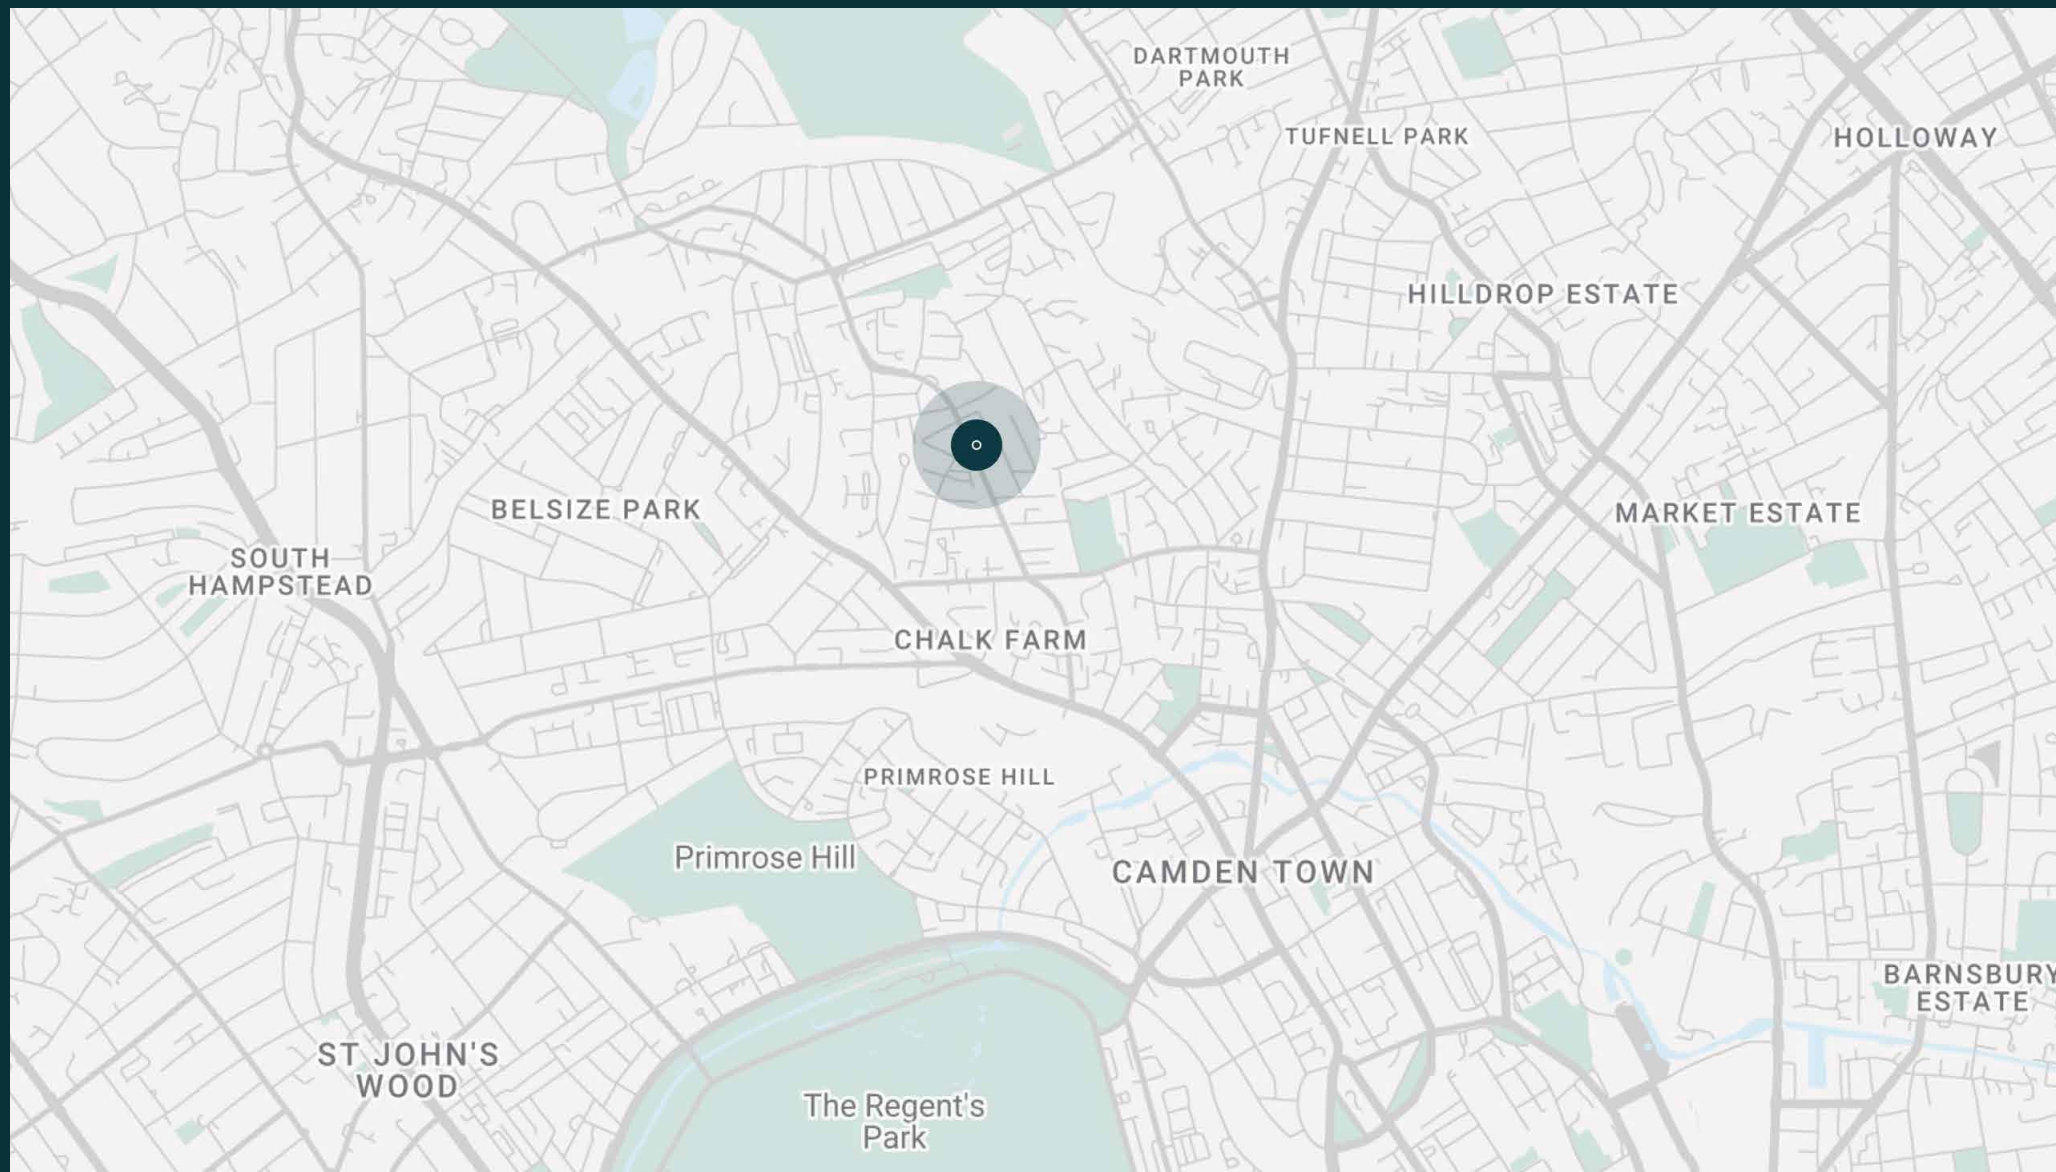 DARTMOUTH
PARK
TUFNELL PARK
HOLLOWAY
HILLDROP ESTATE
BELSIZE PARK
MARKET ESTATE
SOUTH
HAMPSTEAD
CHALK FARM
PRIMROSE HILL
Primrose Hill
CAMDEN TOWN
BARNSBURY
ESTATE
ST JOHN'S
WOOD
The Regent's
Park